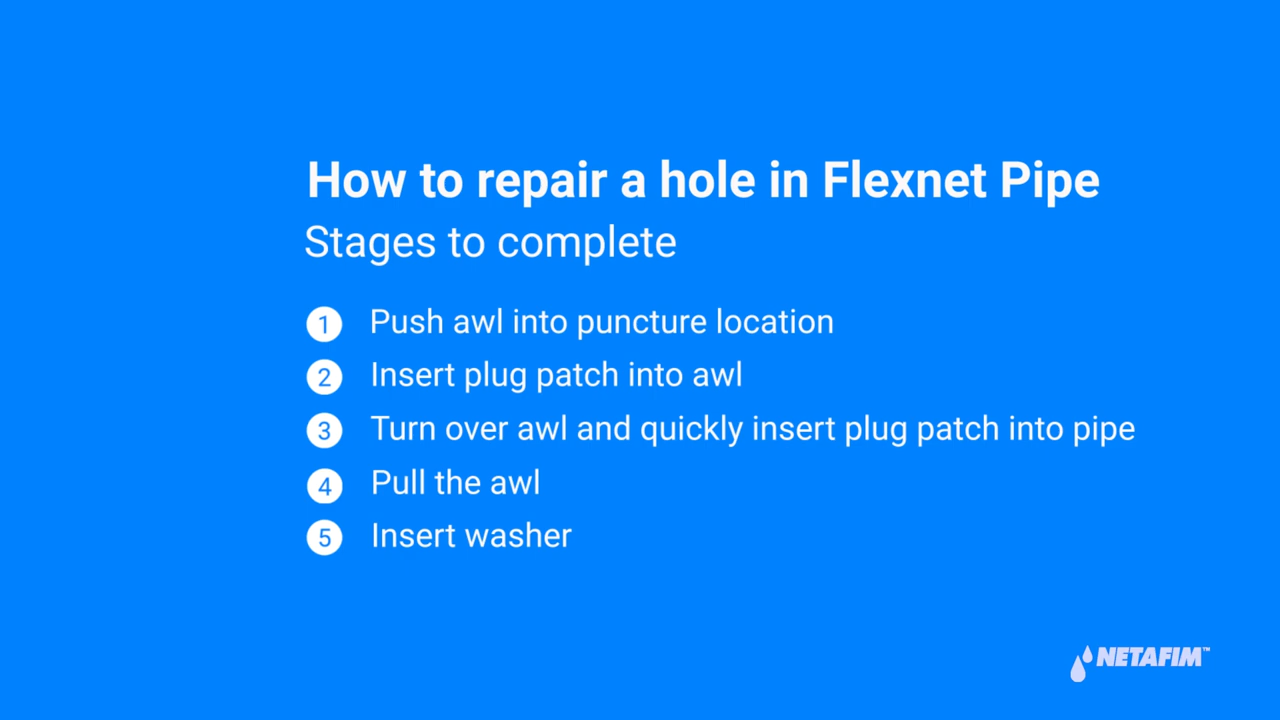 How to repair a hole in Flexnet Pipe
Stages to complete
1 Push awl into puncture location
2 Insert plug patch into awl
3 Turn over awl and quickly insert plug patch into pipe
4 Pull the awl
5 Insert washer
NETAFIM™